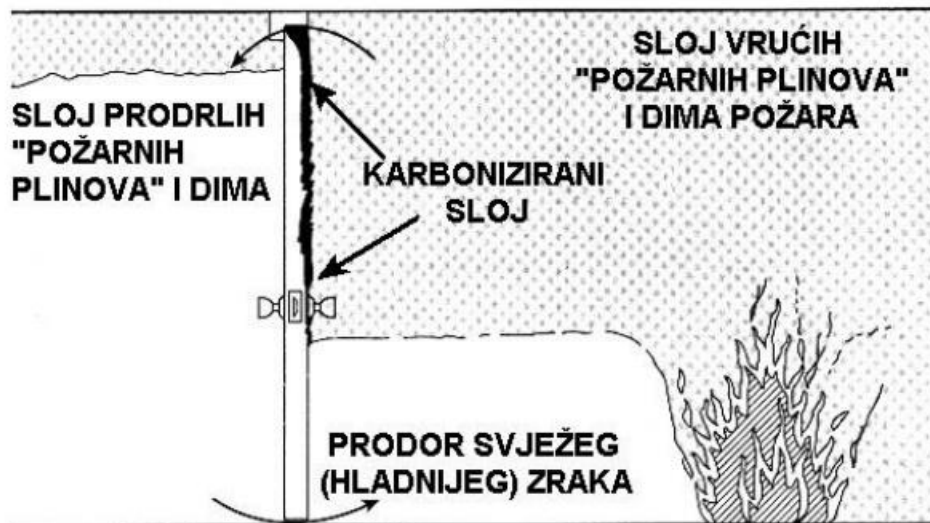 SLOJ VRUĆIH
"POŽARNIH PLINOVA"
I DIMA POŽARA
SLOJ PRODRLIH
"POŽARNIH
PLINOVA" I DIMA
KARBONIZIRANI
SLOJ
PRODOR SVJEŽEG
(HLADNIJEG) ZRAKA